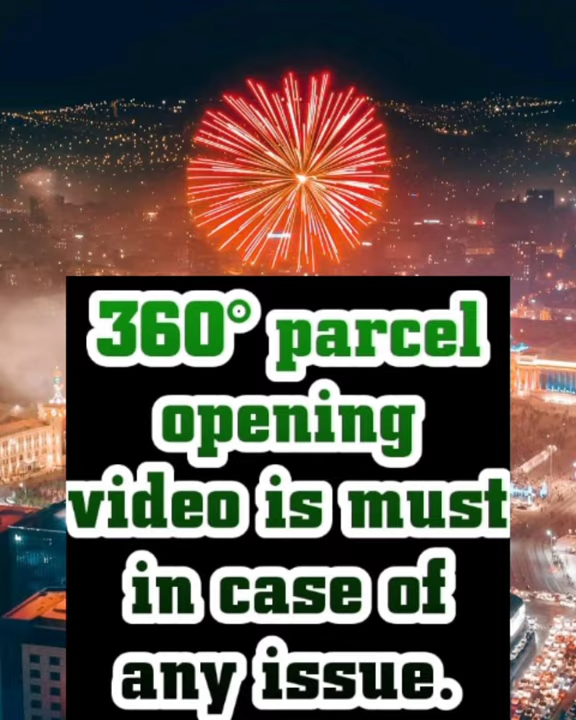 360° parcel
opening
video is must
in case of
any issue.